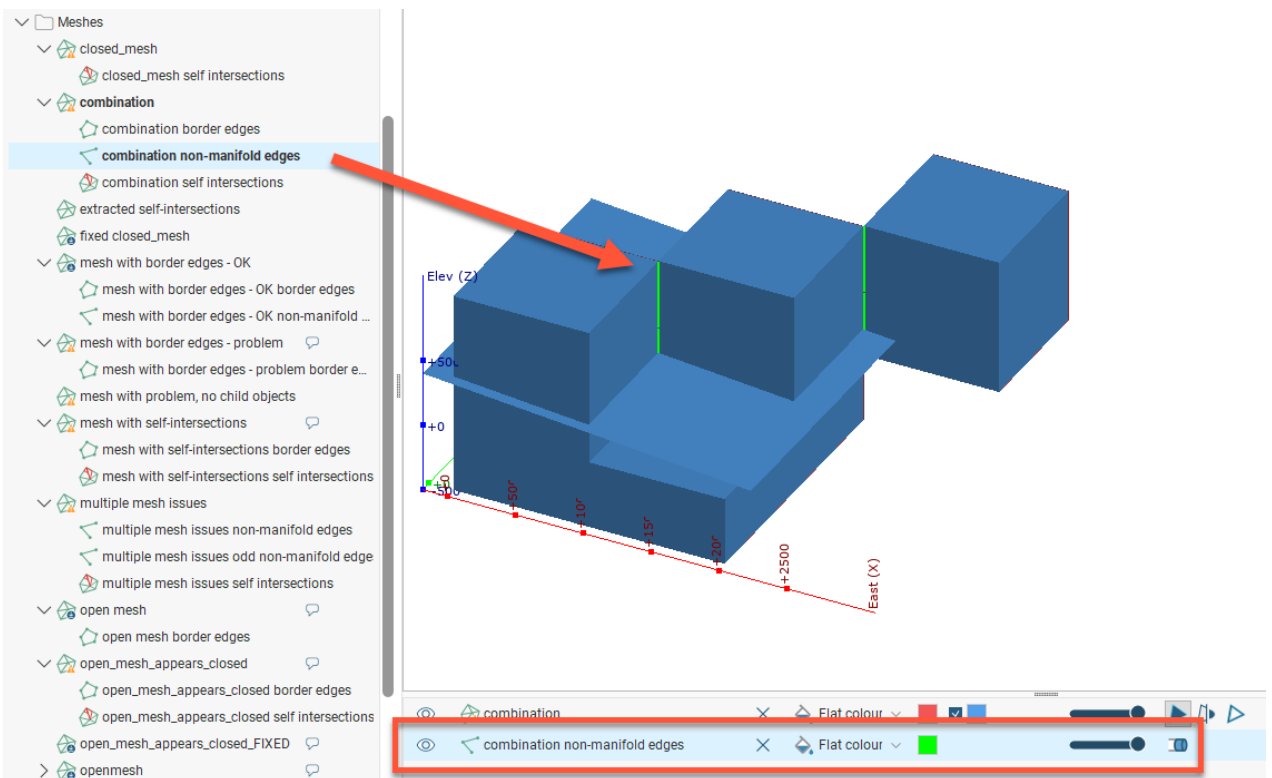 Meshes
closed_mesh
closed_mesh self intersections
combination
combination border edges
combination non-manifold edges
combination self intersections
extracted self-intersections
fixed closed_mesh
mesh with border edges - OK
mesh with border edges - OK border edges
mesh with border edges - OK non-manifold ...
mesh with border edges - problem
mesh with border edges - problem border e...
mesh with problem, no child objects
mesh with self-intersections
mesh with self-intersections border edges
mesh with self-intersections self intersections
multiple mesh issues
multiple mesh issues non-manifold edges
multiple mesh issues odd non-manifold edge
multiple mesh issues self intersections
open mesh
open mesh border edges
open_mesh_appears_closed
open_mesh_appears_closed border edges
open_mesh_appears_closed self intersections
open_mesh_appears_closed_FIXED
openmesh
Elev (Z)
+0
+2500
East (X)
combination Flat colour
combination non-manifold edges Flat colour